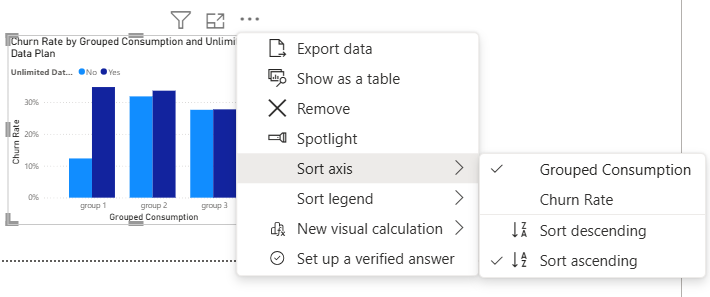 Churn Rate by Grouped Consumption and Unlimi
Data Plan
Unlimited Dat... No Yes
30%
20%
10%
0%
Churn Rate
group 1 group 2 group 3
Grouped Consumption
Export data
Show as a table
Remove
Spotlight
Sort axis
Sort legend
New visual calculation
Set up a verified answer
Grouped Consumption
Churn Rate
Sort descending
Sort ascending